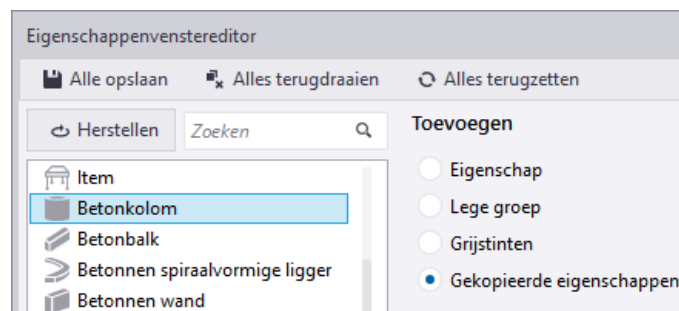 Eigenschappenvenstereditor
Alle opslaan Alles terugdraaien Alles terugzetten
Herstellen Zoeken
Item
Betonkolom
Betonbalk
Betonnen spiraalvormige ligger
Betonnen wand
Toevoegen
Eigenschap
Lege groep
Grijstinten
Gekopieerde eigenschappen